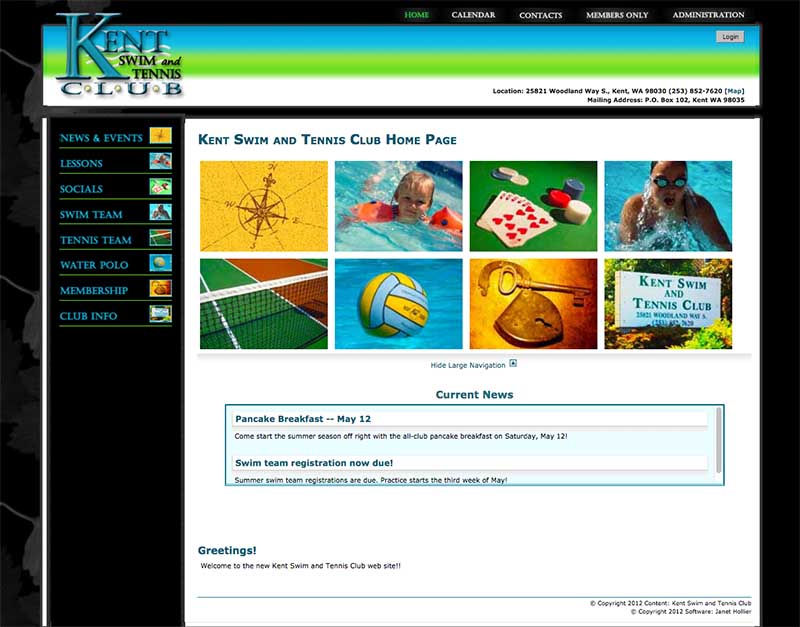 HOME CALENDAR CONTACTS MEMBERS ONLY ADMINISTRATION
KENT
SWIM and
TENNIS
C·L·U·B
Login
Location: 25821 Woodland Way S., Kent, WA 98030 (253) 852-7620 [Map]
Mailing Address: P.O. Box 102, Kent WA 98035
NEWS & EVENTS
LESSONS
SOCIALS
SWIM TEAM
TENNIS TEAM
WATER POLO
MEMBERSHIP
CLUB INFO
KENT SWIM AND TENNIS CLUB HOME PAGE
N
W
E
S
KENT SWIM
AND
TENNIS CLUB
25821 WOODLAND WAY S.
(253) 852-7620
Hide Large Navigation
Current News
Pancake Breakfast -- May 12
Come start the summer season off right with the all-club pancake breakfast on Saturday, May 12!
Swim team registration now due!
Summer swim team registrations are due. Practice starts the third week of May!
Greetings!
Welcome to the new Kent Swim and Tennis Club web site!!
© Copyright 2012 Content: Kent Swim and Tennis Club
© Copyright 2012 Software: Janet Hollier